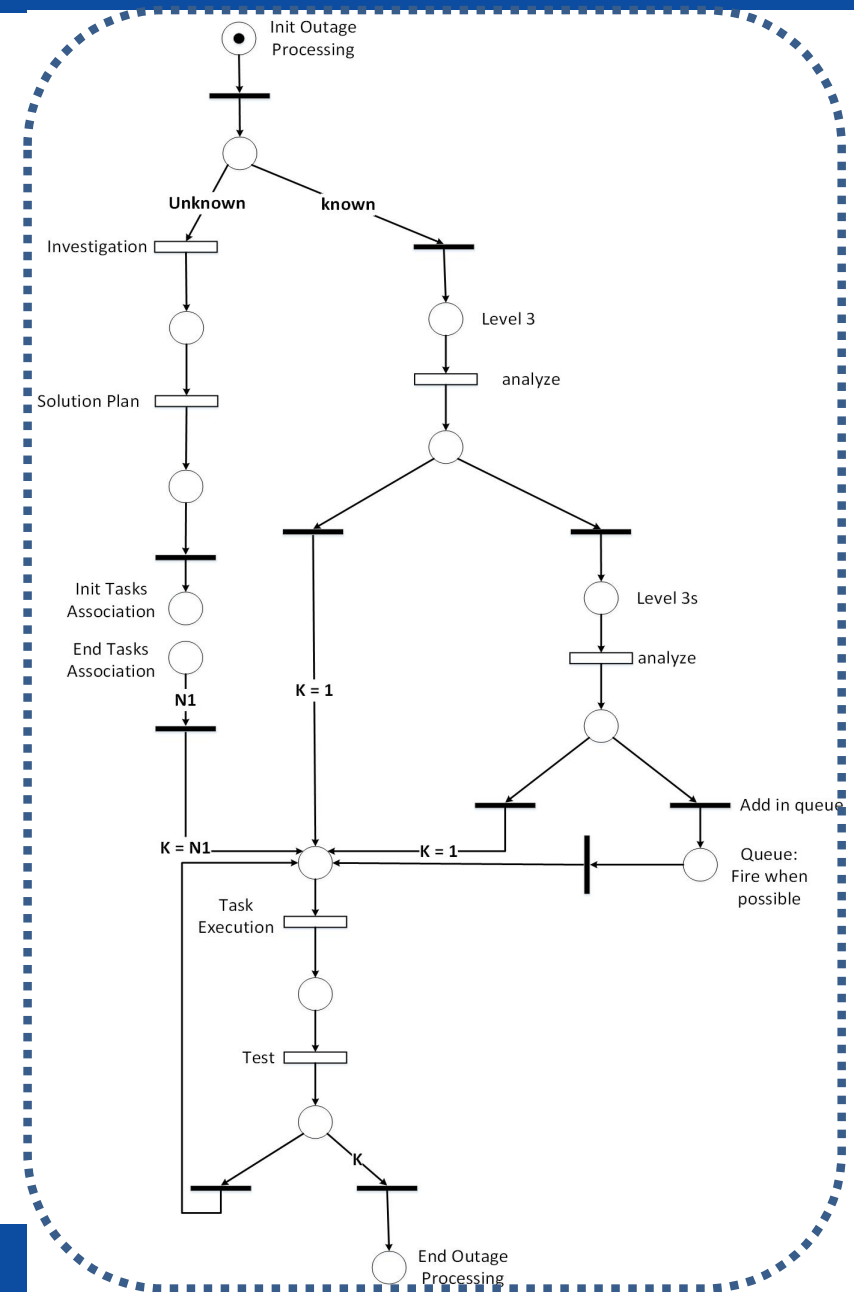 Init Outage
Processing
Unknown
known
Investigation
Level 3
analyze
Solution Plan
Init Tasks
Association
Level 3s
End Tasks
Association
analyze
N1
K = 1
Add in queue
K = N1
K = 1
Queue:
Fire when
possible
Task
Execution
Test
K
End Outage
Processing